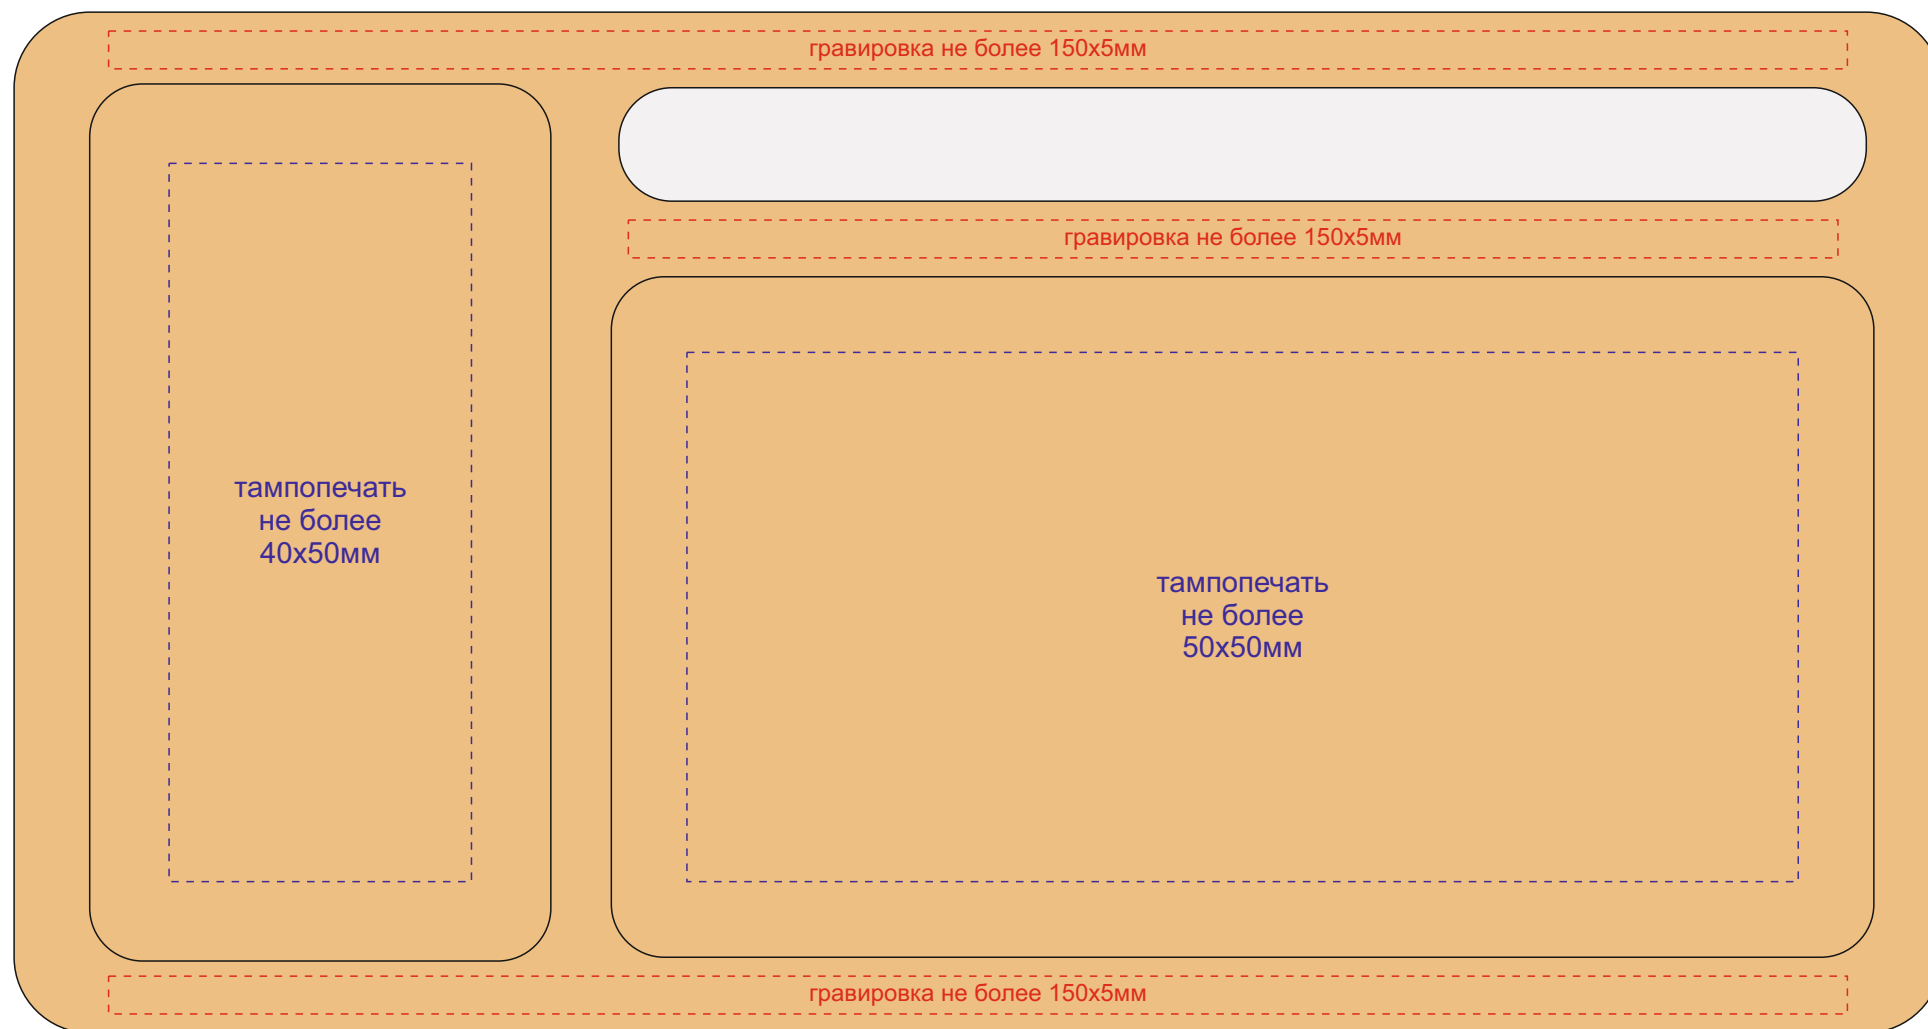 гравировка не более 150х5мм
гравировка не более 150х5мм
тампопечать
не более
40х50мм
тампопечать
не более
50х50мм
гравировка не более 150х5мм